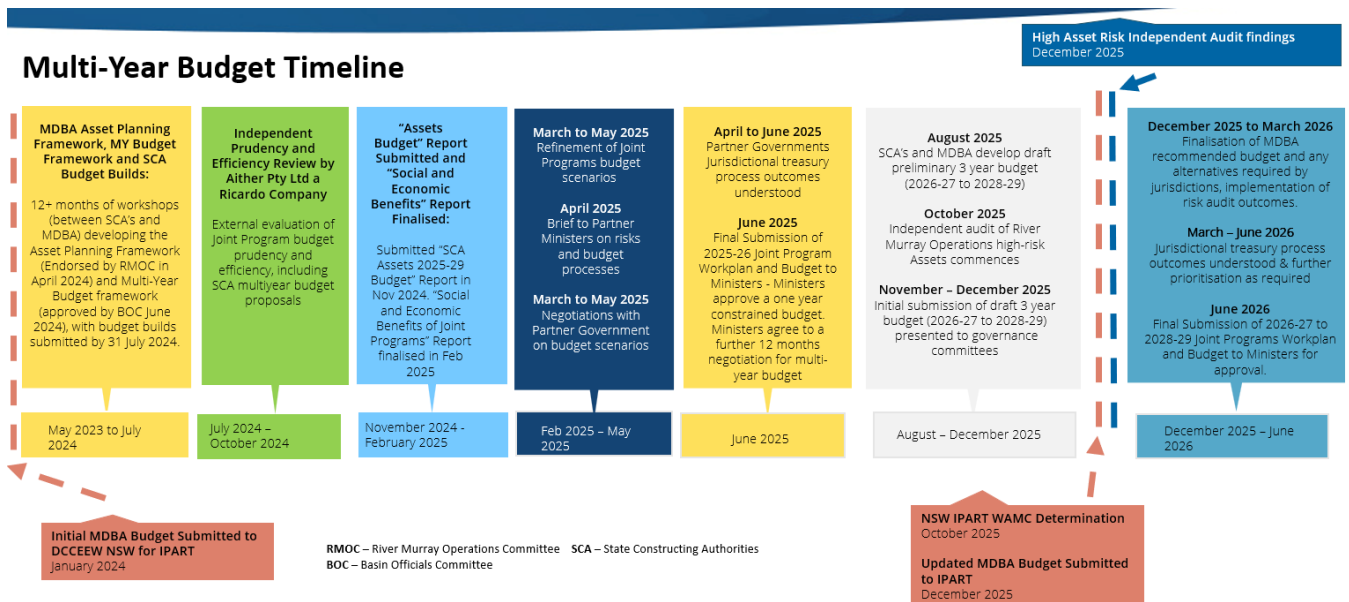 High Asset Risk Independent Audit findings
December 2025
Multi-Year Budget Timeline
MDBA Asset Planning
Framework, MY Budget
Framework and SCA
Budget Builds:
12+ months of workshops
(between SCA's and
MDBA) developing the
Asset Planning Framework
(Endorsed by RMOC in
April 2024) and Multi-Year
Budget framework
(approved by BOC June
2024), with budget builds
submitted by 31 July 2024.
May 2023 to July
2024
Independent
Prudency and
Efficiency Review by
Aither Pty Ltd a
Ricardo Company
External evaluation of
Joint Program budget
prudency and
efficiency, including
SCA multiyear budget
proposals
July 2024 –
October 2024
"Assets
Budget" Report
Submitted and
"Social and
Economic
Benefits" Report
Finalised:
Submitted "SCA
Assets 2025-29
Budget" Report in
Nov 2024. "Social
and Economic
Benefits of Joint
Programs" Report
finalised in Feb
2025
November 2024 -
February 2025
March to May 2025
Refinement of Joint
Programs budget
scenarios
April 2025
Brief to Partner
Ministers on risks
and budget
processes
March to May 2025
Negotiations with
Partner Government
on budget scenarios
Feb 2025 – May
2025
April to June 2025
Partner Governments
Jurisdictional treasury
process outcomes
understood
June 2025
Final Submission of
2025-26 Joint Program
Workplan and Budget to
Ministers - Ministers
approve a one year
constrained budget.
Ministers agree to a
further 12 months
negotiation for multi-
year budget
June 2025
August 2025
SCA's and MDBA develop draft
preliminary 3 year budget
(2026-27 to 2028-29)
October 2025
Independent audit of River
Murray Operations high-risk
Assets commences
November – December 2025
Initial submission of draft 3 year
budget (2026-27 to 2028-29)
presented to governance
committees
August – December 2025
December 2025 to March 2026
Finalisation of MDBA
recommended budget and any
alternatives required by
jurisdictions, implementation of
risk audit outcomes.
March – June 2026
Jurisdictional treasury process
outcomes understood & further
prioritisation as required
June 2026
Final Submission of 2026-27 to
2028-29 Joint Programs Workplan
and Budget to Ministers for
approval.
December 2025 – June
2026
Initial MDBA Budget Submitted to
DCCEEW NSW for IPART
January 2024
RMOC – River Murray Operations Committee SCA – State Constructing Authorities
BOC – Basin Officials Committee
NSW IPART WAMC Determination
October 2025
Updated MDBA Budget Submitted
to IPART
December 2025